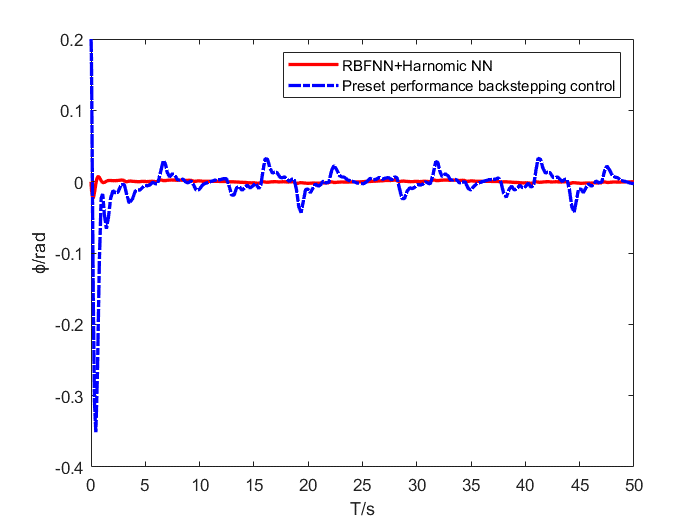 0.2
RBFNN+Harnomic NN
Preset performance backstepping control
0.1
0
-0.1
ϕ/rad
-0.2
-0.3
-0.4
0 5 10 15 20 25 30 35 40 45 50
T/s